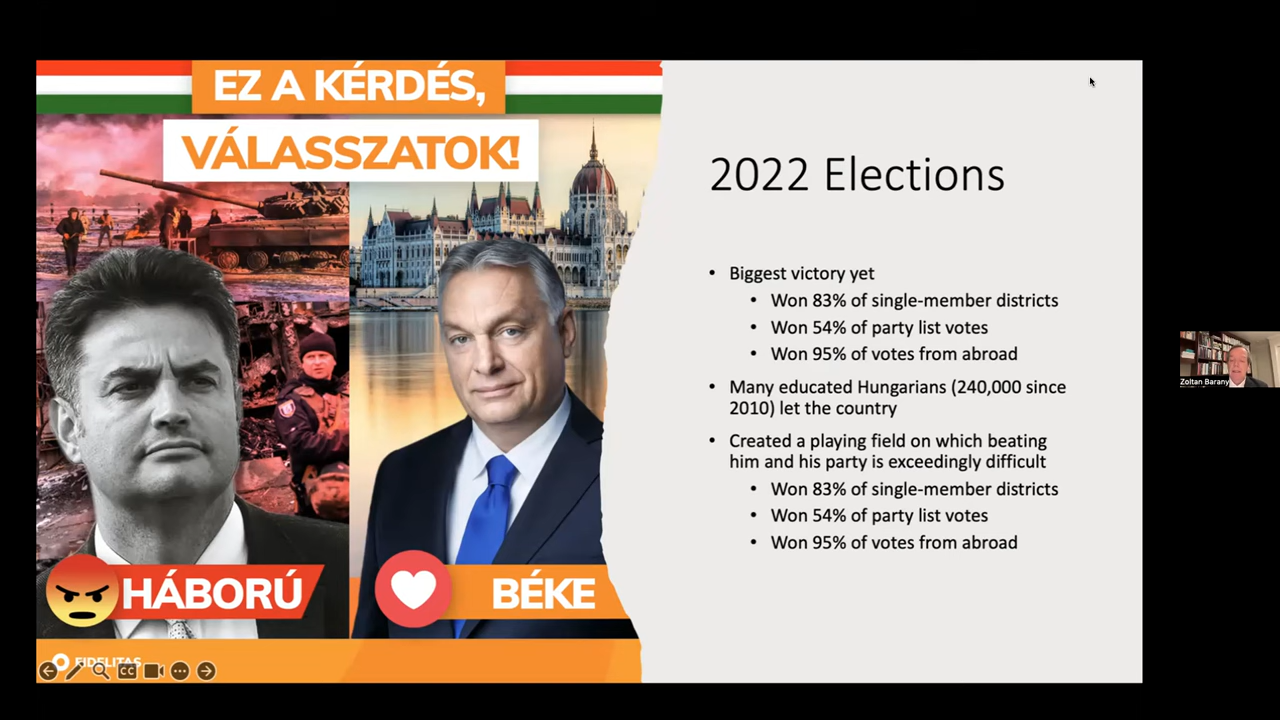 EZ A KÉRDÉS,
VÁLASSZATOK!
HÁBORÚ
BÉKE
FIDELITAS
CC
2022 Elections
• Biggest victory yet
• Won 83% of single-member districts
• Won 54% of party list votes
• Won 95% of votes from abroad
• Many educated Hungarians (240,000 since
2010) let the country
• Created a playing field on which beating
him and his party is exceedingly difficult
• Won 83% of single-member districts
• Won 54% of party list votes
• Won 95% of votes from abroad
Zoltan Barany